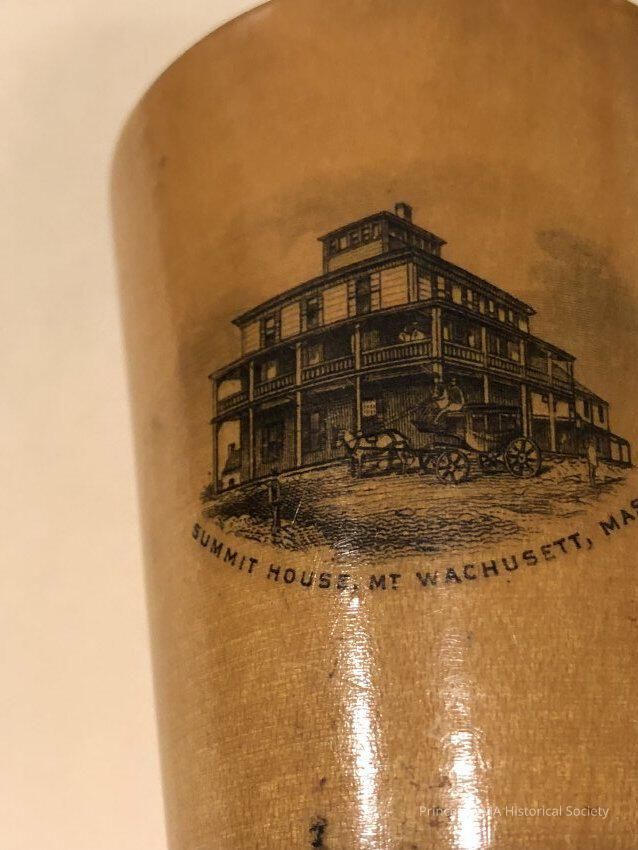 SUMMIT HOUSE, MT WACHUSETT, MAS
Historical Society